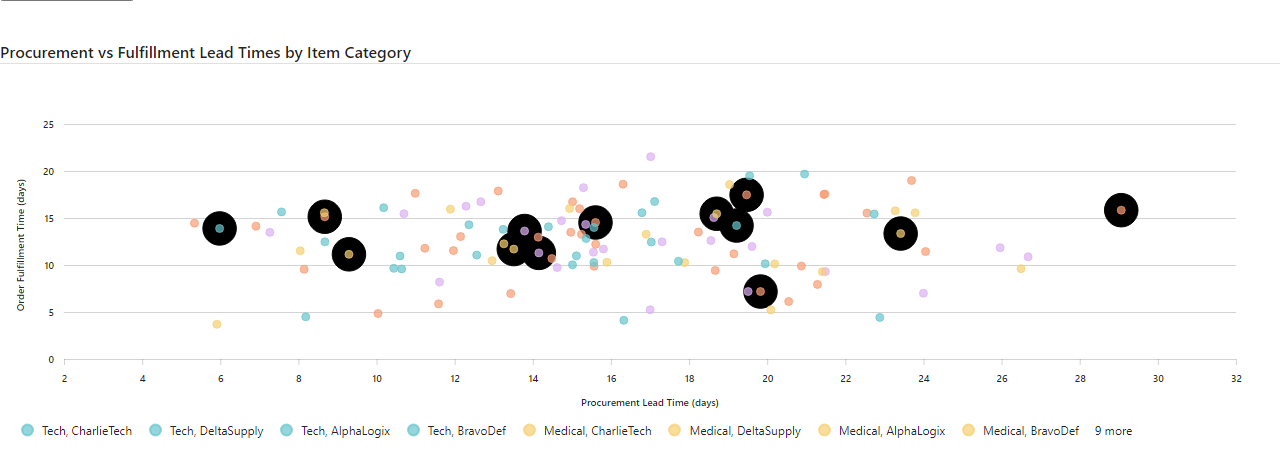 Procurement vs Fulfillment Lead Times by Item Category
25
20
15
10
5
0
Order Fulfillment Time (days)
2 4 6 8 10 12 14 16 18 20 22 24 26 28 30 32
Procurement Lead Time (days)
Tech, CharlieTech Tech, DeltaSupply Tech, AlphaLogix Tech, BravoDef Medical, CharlieTech Medical, DeltaSupply Medical, AlphaLogix Medical, BravoDef 9 more